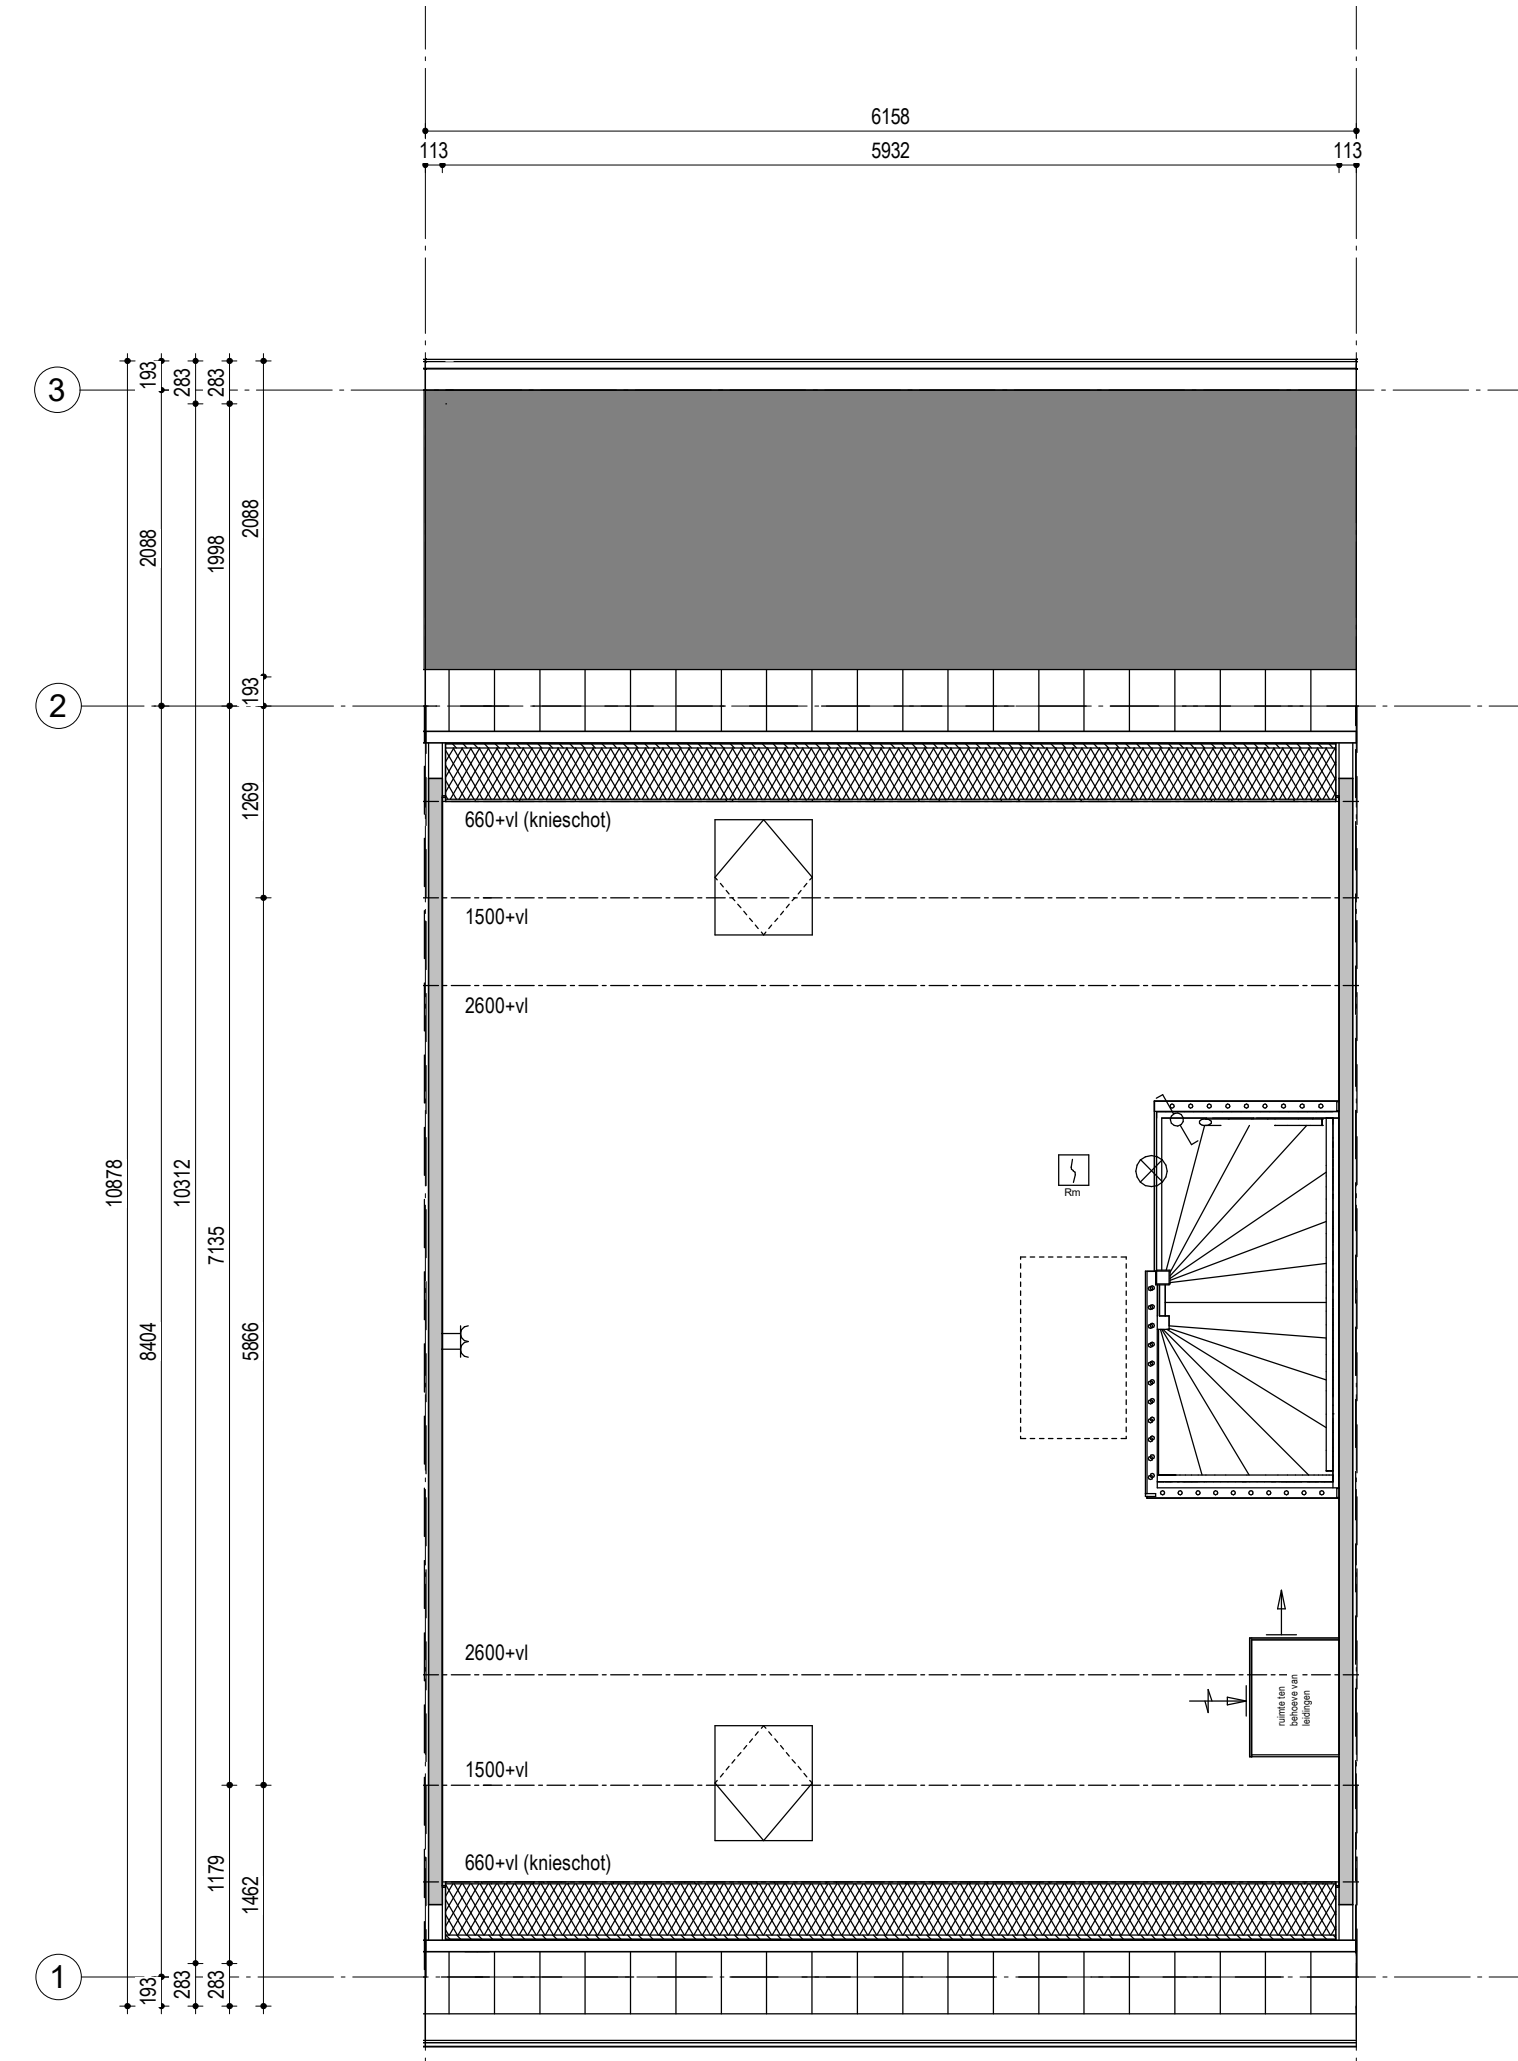 6158
113
5932
113
3
193
283
283
2088
1998
2088
193
2
1269
660+vl (knieschot)
1500+vl
2600+vl
10878
10312
7135
8404
5866
Rm
2600+vl
ruimte ten
behoeve van
leidingen
1500+vl
660+vl (knieschot)
1179
1462
1
193
283
283